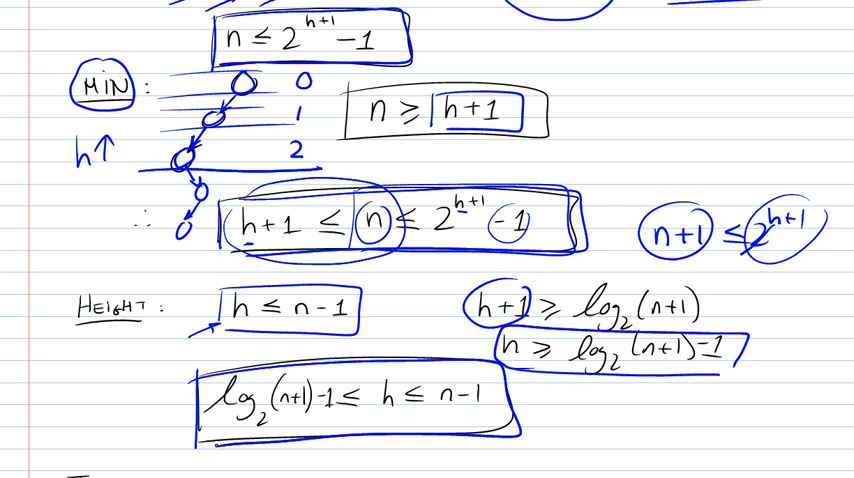 n ≤ 2^{h+1} - 1
MIN : 0
1
n ≥ h+1
h↑ 2
∴ h+1 ≤ n ≤ 2^{h+1} - 1
n+1 ≤ 2^{h+1}
HEIGHT : h ≤ n - 1
h+1 ≥ log₂(n+1)
h ≥ log₂(n+1) - 1
log₂(n+1) - 1 ≤ h ≤ n - 1